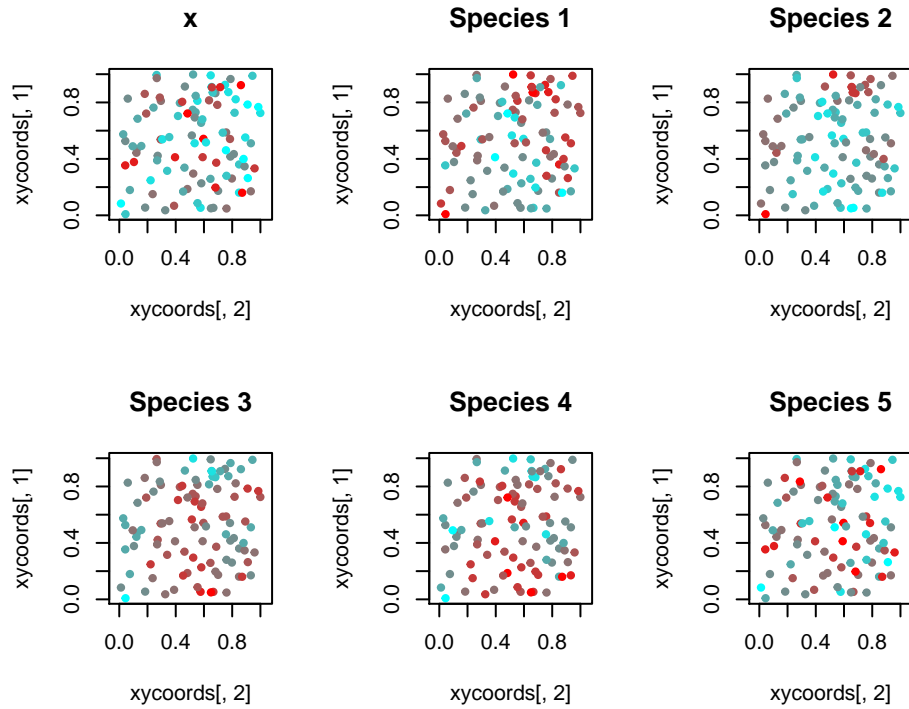 x
Species 1
Species 2
xycoords[, 1]
0.0 0.4 0.8
0.0 0.4 0.8
xycoords[, 2]
xycoords[, 1]
0.0 0.4 0.8
0.0 0.4 0.8
xycoords[, 2]
xycoords[, 1]
0.0 0.4 0.8
0.0 0.4 0.8
xycoords[, 2]
Species 3
Species 4
Species 5
xycoords[, 1]
0.0 0.4 0.8
0.0 0.4 0.8
xycoords[, 2]
xycoords[, 1]
0.0 0.4 0.8
0.0 0.4 0.8
xycoords[, 2]
xycoords[, 1]
0.0 0.4 0.8
0.0 0.4 0.8
xycoords[, 2]